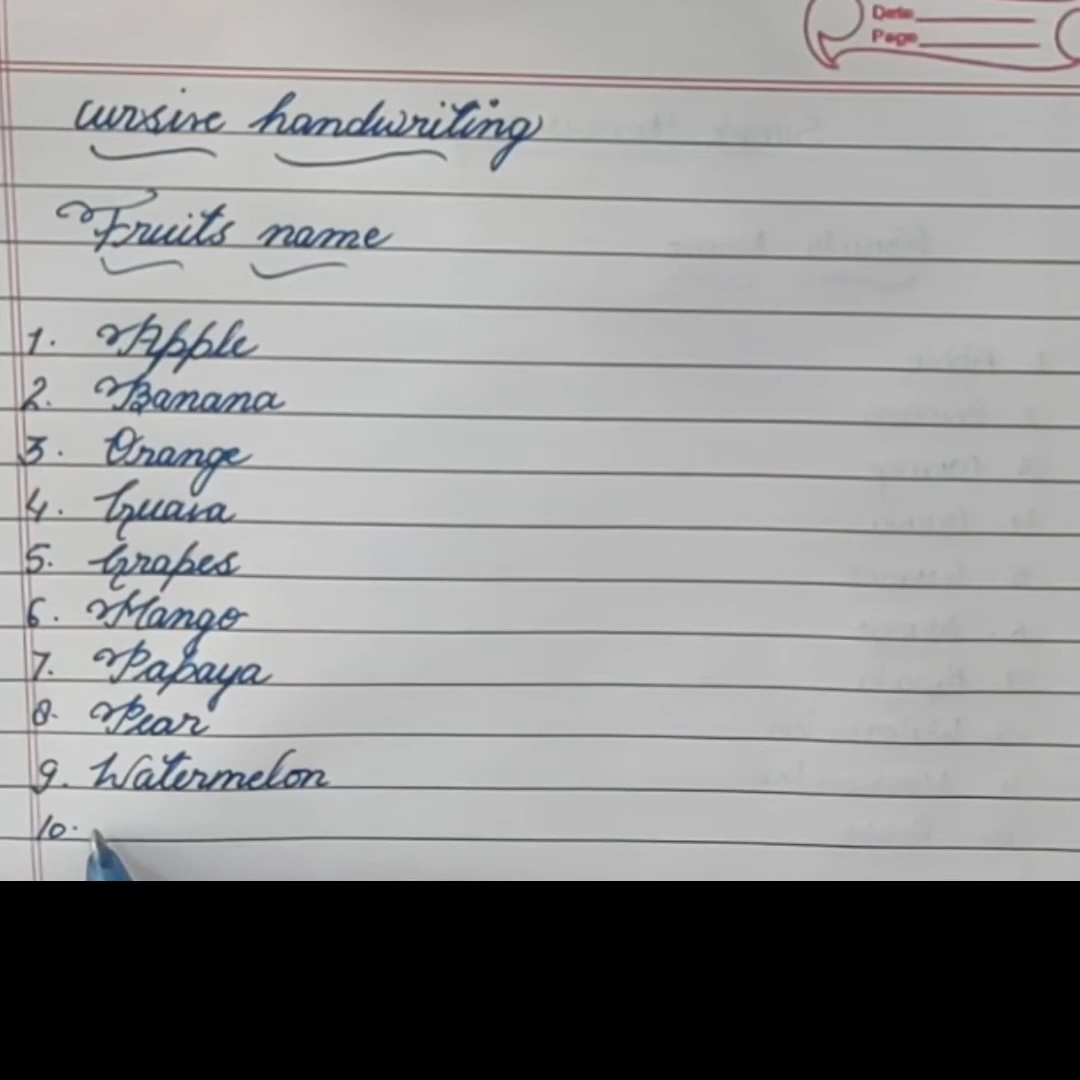 Date
Page
cursive handwriting
Fruits name
1. Apple
2. Banana
3. Orange
4. Guava
5. Grapes
6. Mango
7. Papaya
8. Pear
9. Watermelon
10.